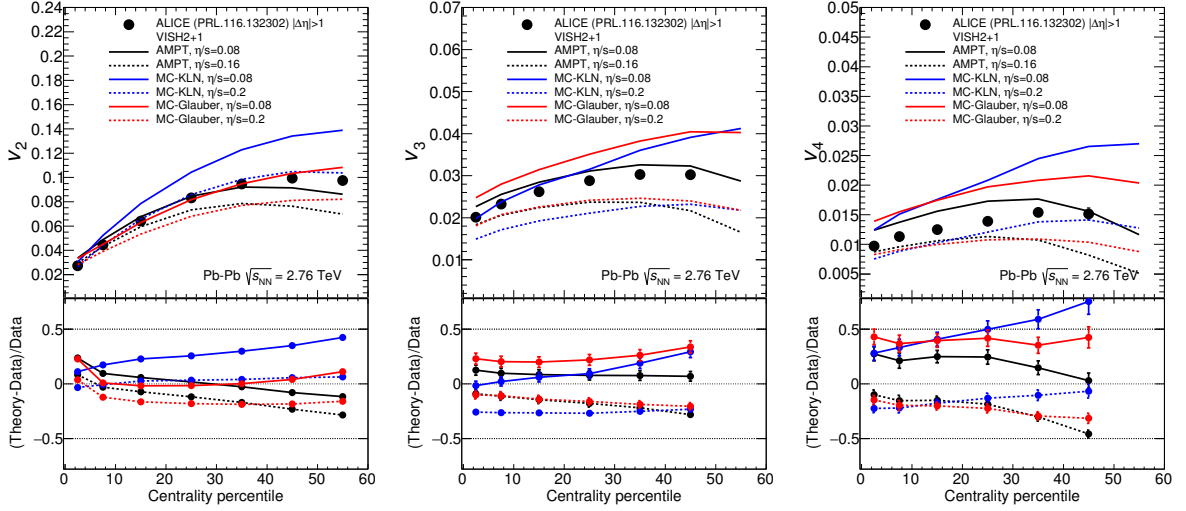 0.24
0.22
0.2
0.18
0.16
0.14
0.12
0.1
0.08
0.06
0.04
0.02
v2
ALICE (PRL.116.132302) |Δη|>1
VISH2+1
AMPT, η/s=0.08
AMPT, η/s=0.16
MC-KLN, η/s=0.08
MC-KLN, η/s=0.2
MC-Glauber, η/s=0.08
MC-Glauber, η/s=0.2
Pb-Pb √sNN = 2.76 TeV
(Theory-Data)/Data
0.5
0
−0.5
0 10 20 30 40 50 60
Centrality percentile
0.07
0.06
0.05
0.04
0.03
0.02
0.01
v3
ALICE (PRL.116.132302) |Δη|>1
VISH2+1
AMPT, η/s=0.08
AMPT, η/s=0.16
MC-KLN, η/s=0.08
MC-KLN, η/s=0.2
MC-Glauber, η/s=0.08
MC-Glauber, η/s=0.2
Pb-Pb √sNN = 2.76 TeV
(Theory-Data)/Data
0.5
0
−0.5
0 10 20 30 40 50 60
Centrality percentile
0.05
0.045
0.04
0.035
0.03
0.025
0.02
0.015
0.01
0.005
v4
ALICE (PRL.116.132302) |Δη|>1
VISH2+1
AMPT, η/s=0.08
AMPT, η/s=0.16
MC-KLN, η/s=0.08
MC-KLN, η/s=0.2
MC-Glauber, η/s=0.08
MC-Glauber, η/s=0.2
Pb-Pb √sNN = 2.76 TeV
(Theory-Data)/Data
0.5
0
−0.5
0 10 20 30 40 50 60
Centrality percentile